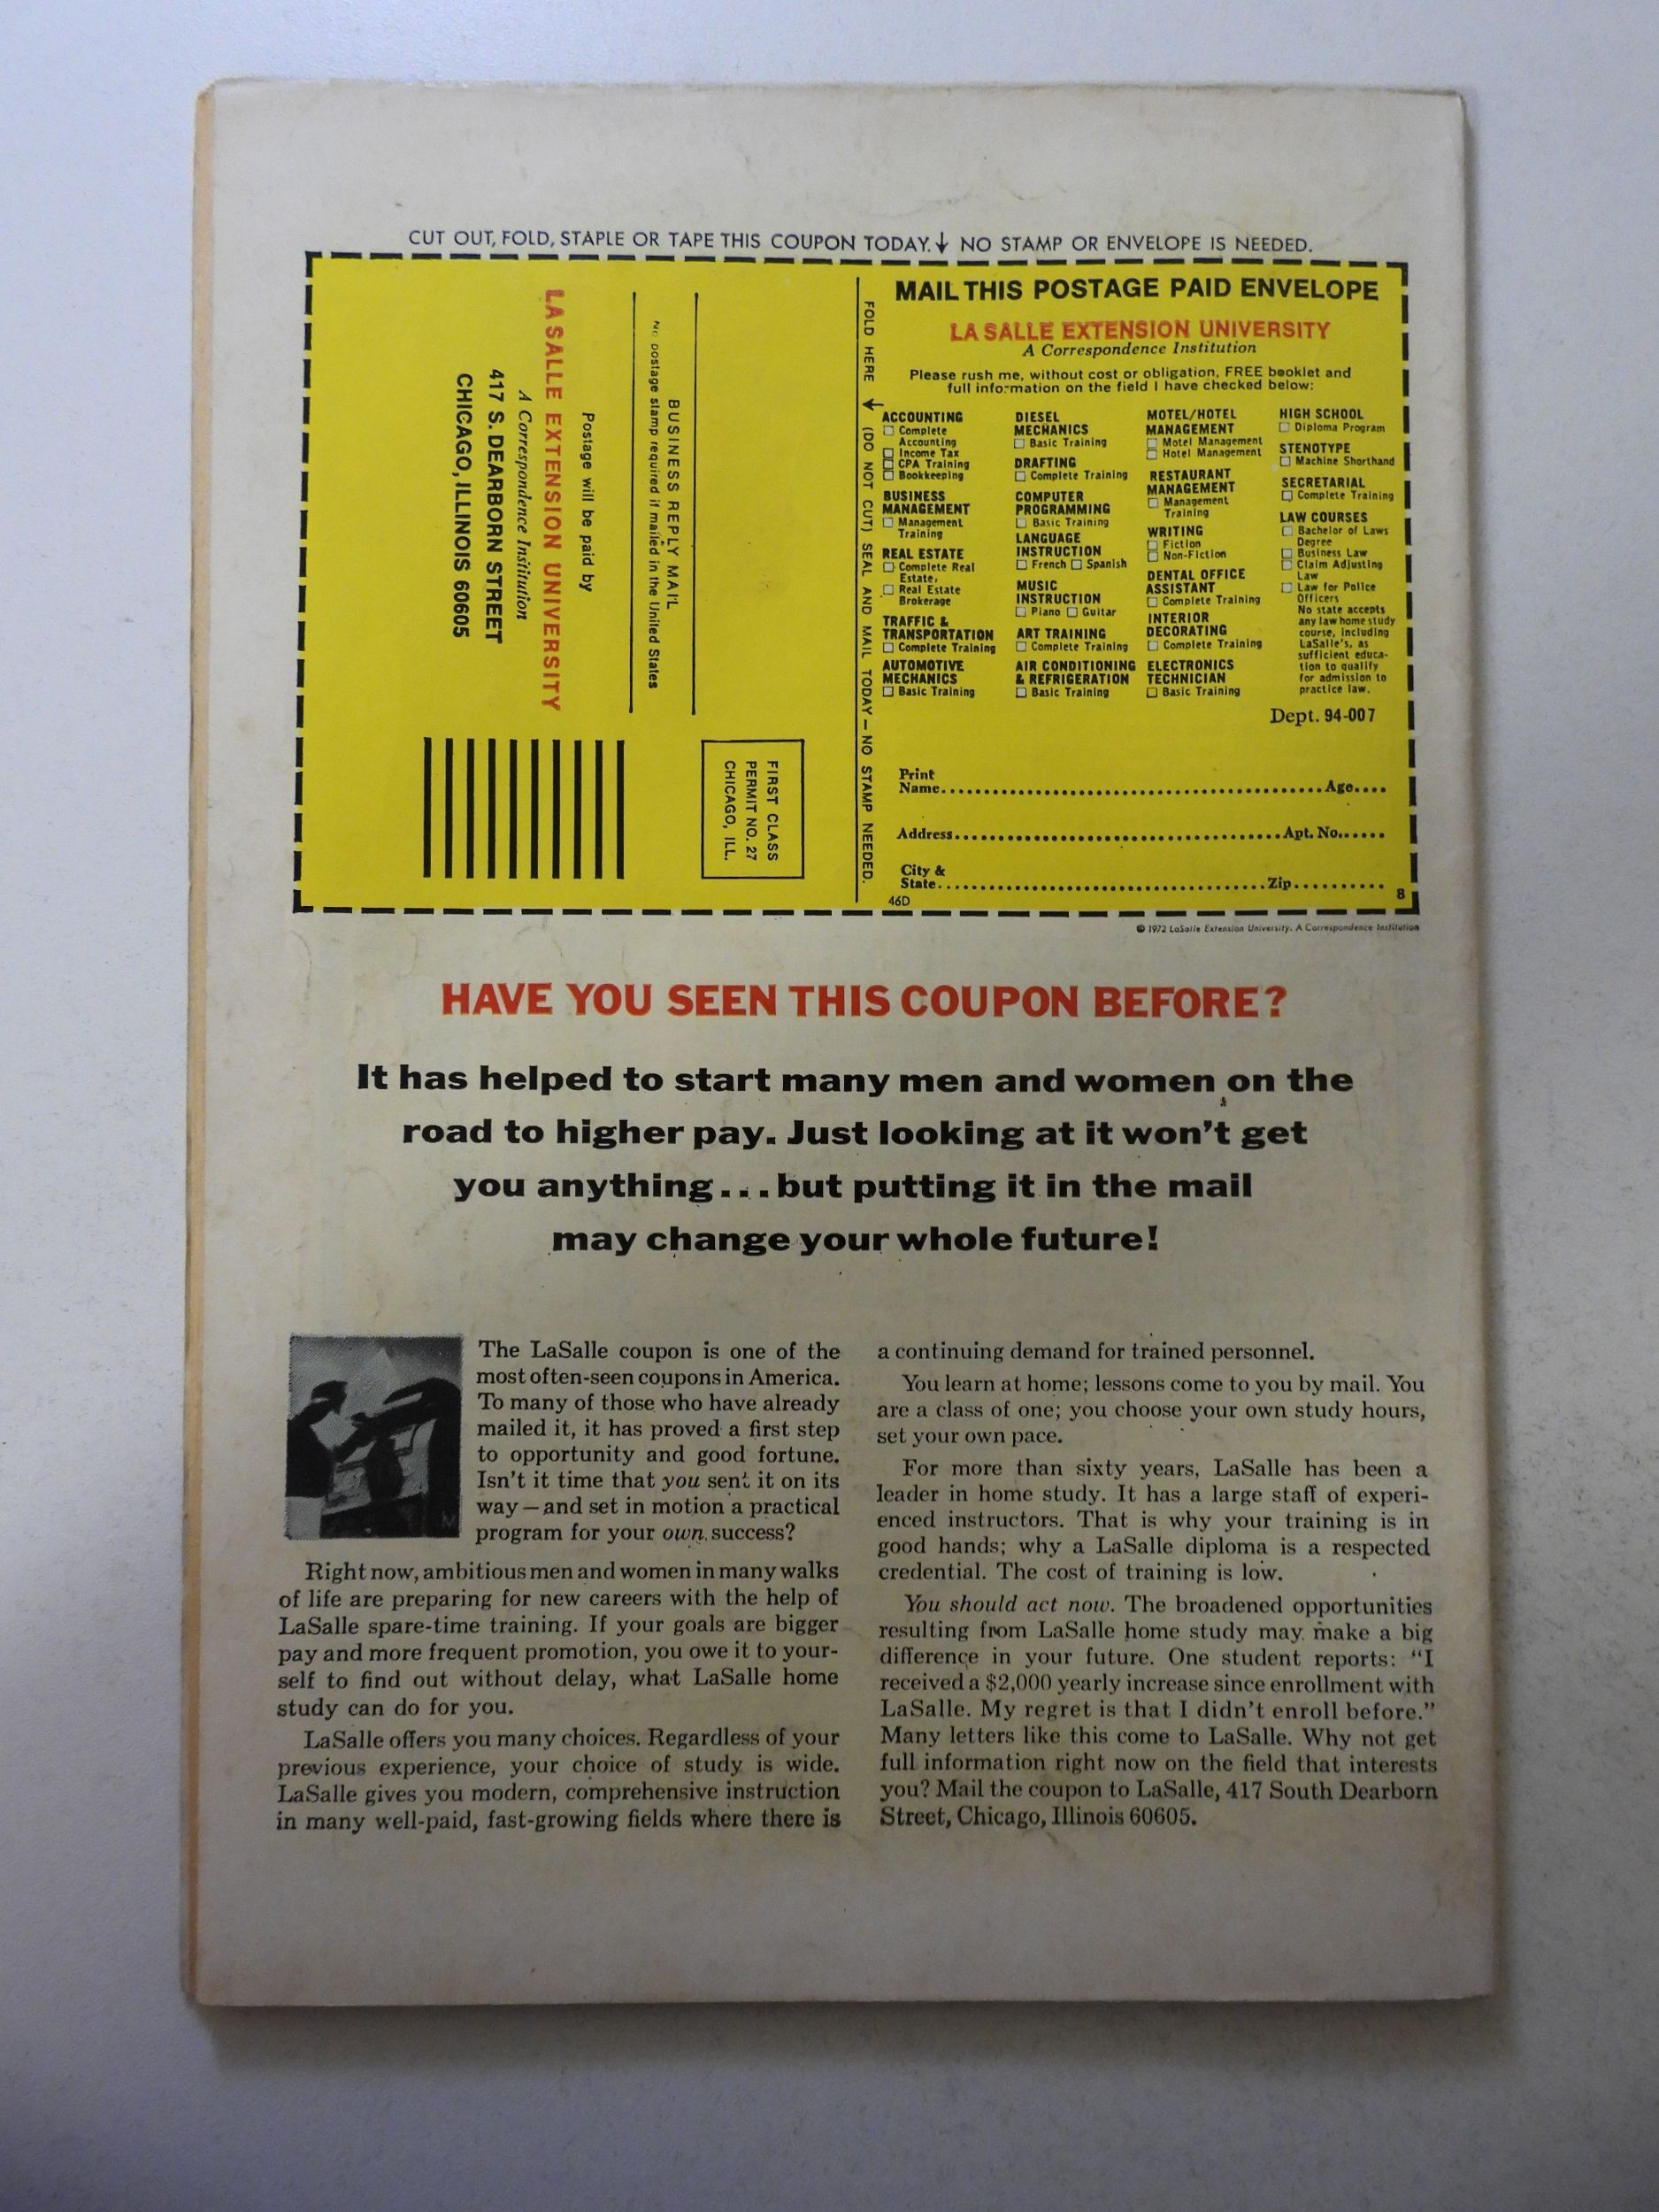 CUT OUT, FOLD, STAPLE OR TAPE THIS COUPON TODAY. NO STAMP OR ENVELOPE IS NEEDED.
BUSINESS REPLY MAIL
No postage stamp required if mailed in the United States
Postage will be paid by
LA SALLE EXTENSION UNIVERSITY
A Correspondence Institution
417 S. DEARBORN STREET
CHICAGO, ILLINOIS 60605
FIRST CLASS
PERMIT NO. 27
CHICAGO, ILL.
FOLD HERE (DO NOT CUT) SEAL AND MAIL TODAY – NO STAMP NEEDED.
MAIL THIS POSTAGE PAID ENVELOPE
LA SALLE EXTENSION UNIVERSITY
A Correspondence Institution
Please rush me, without cost or obligation, FREE booklet and
full information on the field I have checked below:
ACCOUNTING
Complete
Accounting
Income Tax
CPA Training
Bookkeeping
BUSINESS
MANAGEMENT
Management
Training
REAL ESTATE
Complete Real
Estate,
Real Estate
Brokerage
TRAFFIC &
TRANSPORTATION
Complete Training
AUTOMOTIVE
MECHANICS
Basic Training
DIESEL
MECHANICS
Basic Training
DRAFTING
Complete Training
COMPUTER
PROGRAMMING
Basic Training
LANGUAGE
INSTRUCTION
French Spanish
MUSIC
INSTRUCTION
Piano Guitar
ART TRAINING
Complete Training
AIR CONDITIONING
& REFRIGERATION
Basic Training
MOTEL/HOTEL
MANAGEMENT
Motel Management
Hotel Management
RESTAURANT
MANAGEMENT
Management
Training
WRITING
Fiction
Non-Fiction
DENTAL OFFICE
ASSISTANT
Complete Training
INTERIOR
DECORATING
Complete Training
ELECTRONICS
TECHNICIAN
Basic Training
HIGH SCHOOL
Diploma Program
STENOTYPE
Machine Shorthand
SECRETARIAL
Complete Training
LAW COURSES
Bachelor of Laws
Degree
Business Law
Claim Adjusting
Law
Law for Police
Officers
No state accepts
any law home study
course, including
LaSalle's, as
sufficient educa-
tion to qualify
for admission to
practice law.
Dept. 94-007
Print
Name Age
Address Apt. No.
City &
State Zip
46D 8
© 1972 LaSalle Extension University. A Correspondence Institution
HAVE YOU SEEN THIS COUPON BEFORE?
It has helped to start many men and women on the
road to higher pay. Just looking at it won't get
you anything...but putting it in the mail
may change your whole future!
The LaSalle coupon is one of the
most often-seen coupons in America.
To many of those who have already
mailed it, it has proved a first step
to opportunity and good fortune.
Isn't it time that you sent it on its
way—and set in motion a practical
program for your own success?
Right now, ambitious men and women in many walks
of life are preparing for new careers with the help of
LaSalle spare-time training. If your goals are bigger
pay and more frequent promotion, you owe it to your-
self to find out without delay, what LaSalle home
study can do for you.
LaSalle offers you many choices. Regardless of your
previous experience, your choice of study is wide.
LaSalle gives you modern, comprehensive instruction
in many well-paid, fast-growing fields where there is
a continuing demand for trained personnel.
You learn at home; lessons come to you by mail. You
are a class of one; you choose your own study hours,
set your own pace.
For more than sixty years, LaSalle has been a
leader in home study. It has a large staff of experi-
enced instructors. That is why your training is in
good hands; why a LaSalle diploma is a respected
credential. The cost of training is low.
You should act now. The broadened opportunities
resulting from LaSalle home study may make a big
difference in your future. One student reports: "I
received a $2,000 yearly increase since enrollment with
LaSalle. My regret is that I didn't enroll before."
Many letters like this come to LaSalle. Why not get
full information right now on the field that interests
you? Mail the coupon to LaSalle, 417 South Dearborn
Street, Chicago, Illinois 60605.